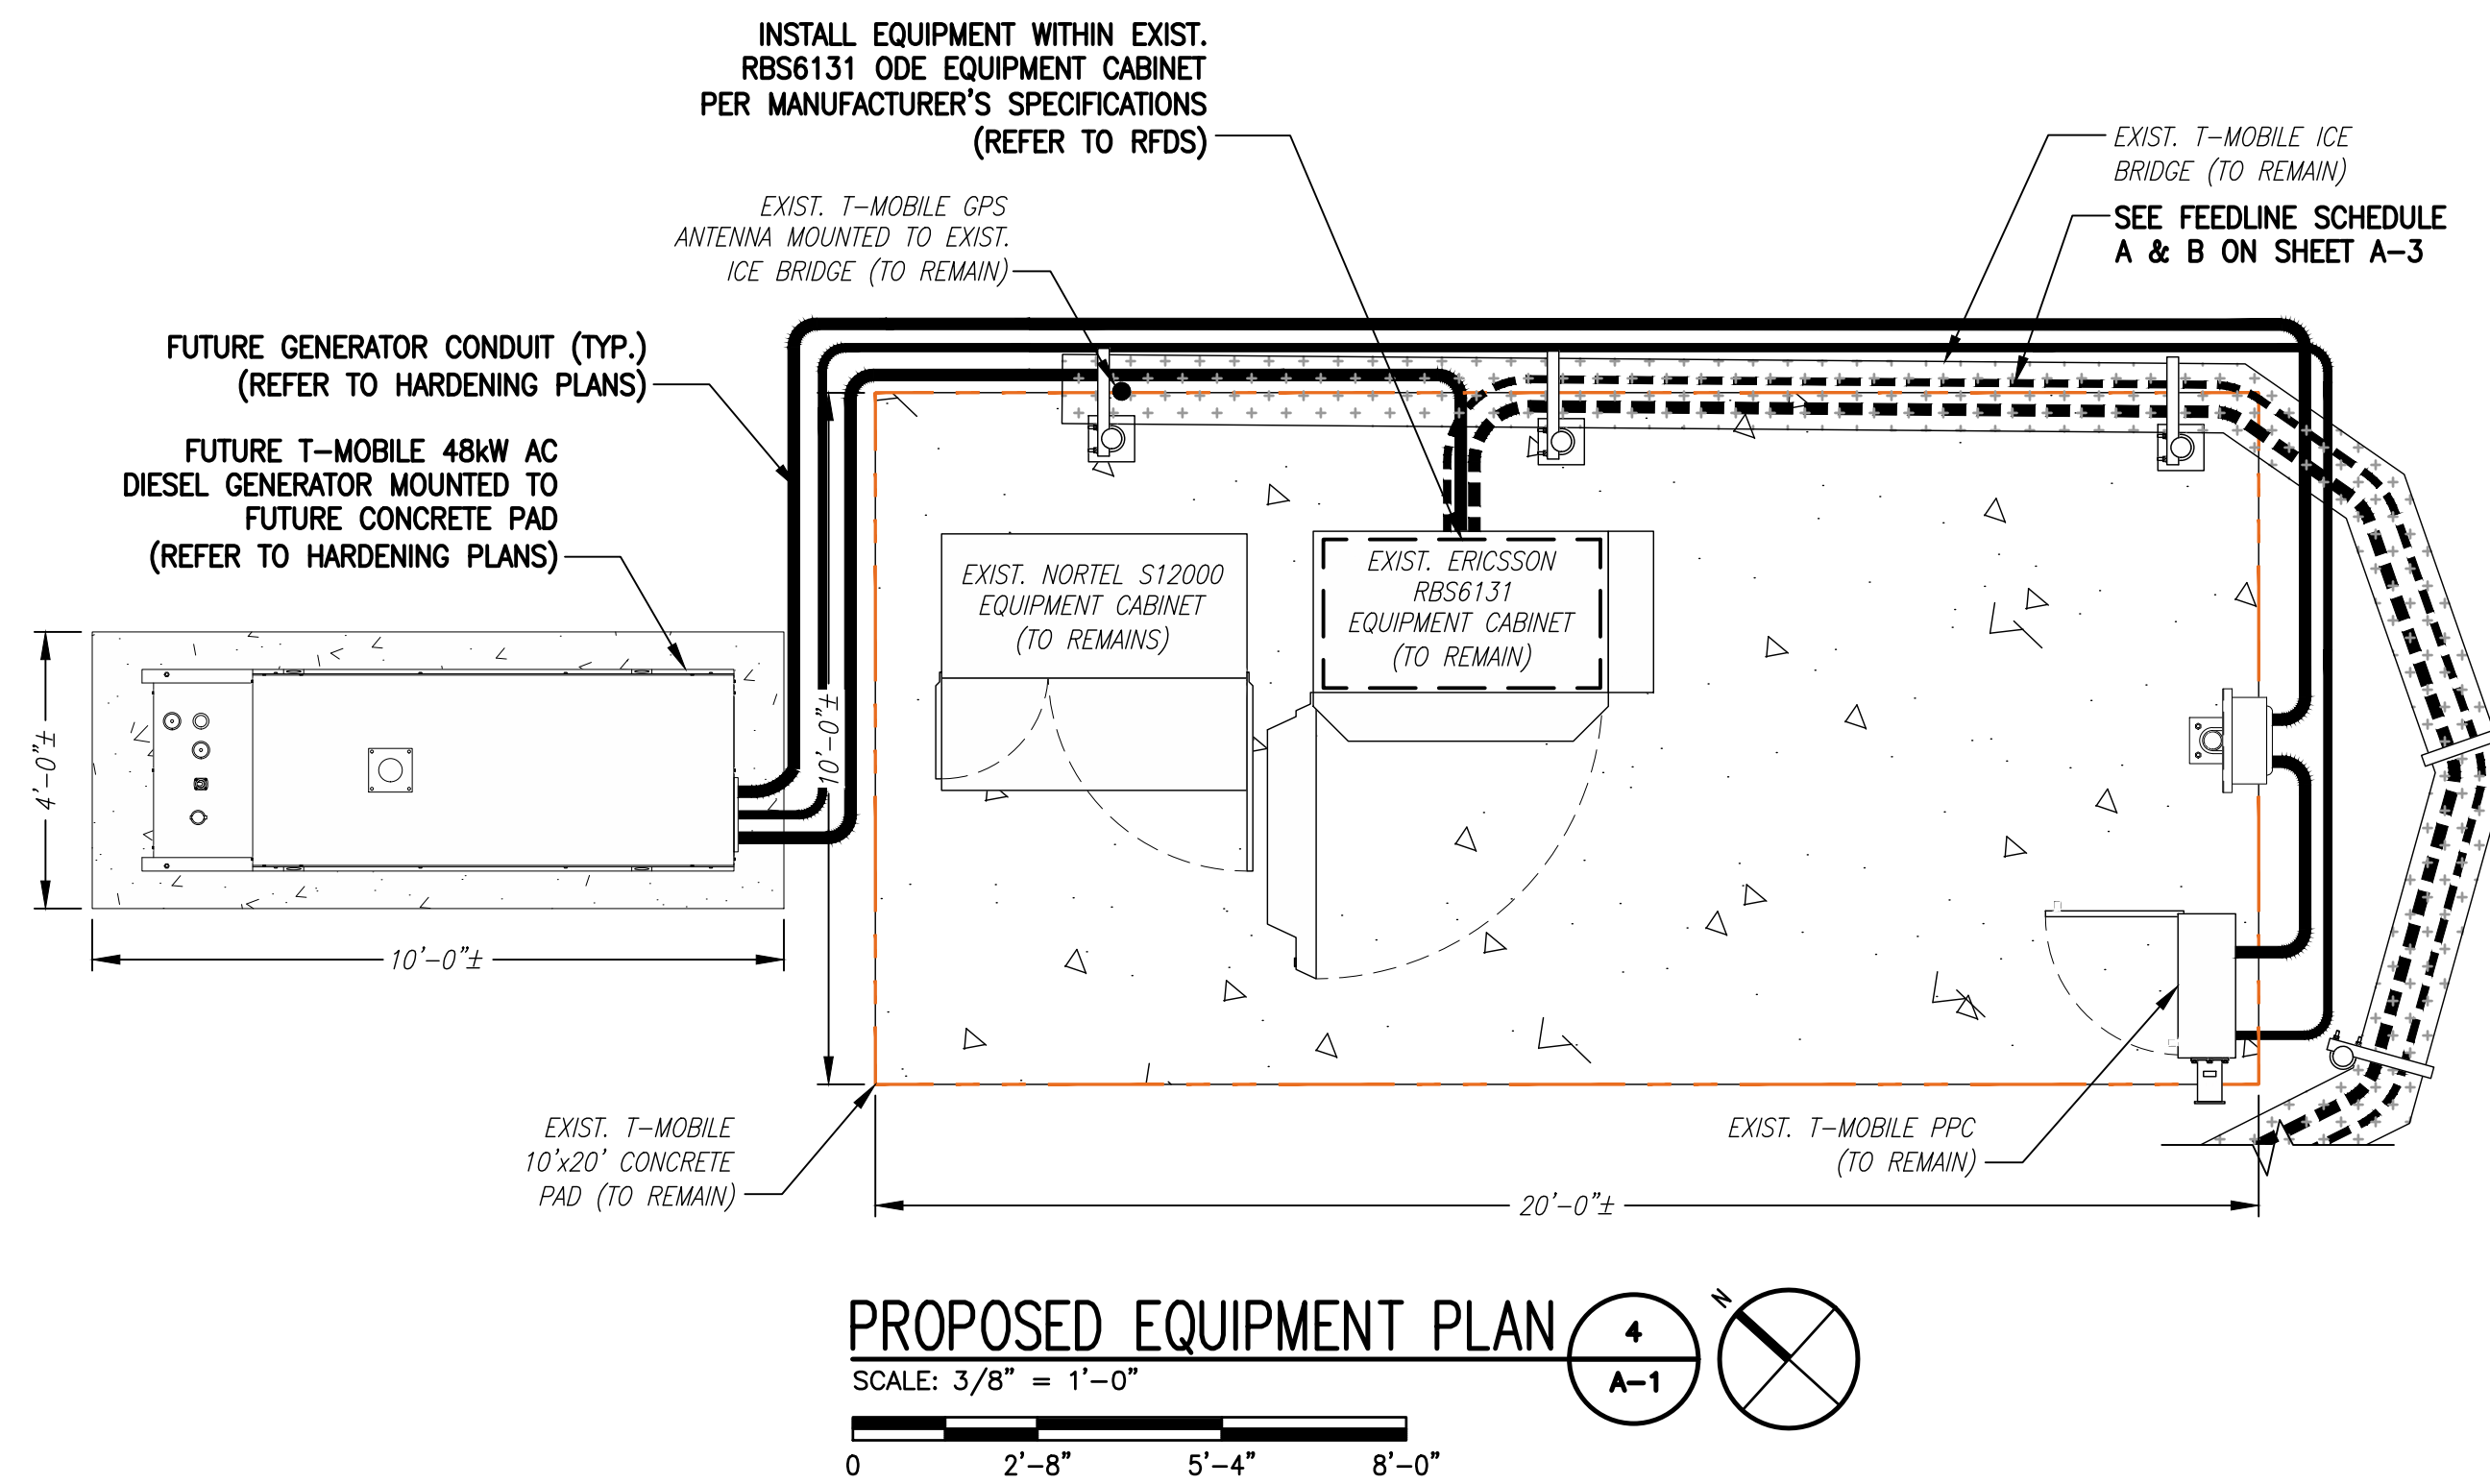 INSTALL EQUIPMENT WITHIN EXIST.
RBS6131 ODE EQUIPMENT CABINET
PER MANUFACTURER'S SPECIFICATIONS
(REFER TO RFDS)
EXIST. T-MOBILE ICE
BRIDGE (TO REMAIN)
SEE FEEDLINE SCHEDULE
A & B ON SHEET A-3
EXIST. T-MOBILE GPS
ANTENNA MOUNTED TO EXIST.
ICE BRIDGE (TO REMAIN)
FUTURE GENERATOR CONDUIT (TYP.)
(REFER TO HARDENING PLANS)
FUTURE T-MOBILE 48kW AC
DIESEL GENERATOR MOUNTED TO
FUTURE CONCRETE PAD
(REFER TO HARDENING PLANS)
EXIST. NORTEL S12000
EQUIPMENT CABINET
(TO REMAINS)
EXIST. ERICSSON
RBS6131
EQUIPMENT CABINET
(TO REMAIN)
4'-0"±
10'-0"±
10'-0"±
EXIST. T-MOBILE
10'x20' CONCRETE
PAD (TO REMAIN)
EXIST. T-MOBILE PPC
(TO REMAIN)
20'-0"±
PROPOSED EQUIPMENT PLAN
SCALE: 3/8" = 1'-0"
4
A-1
N
0 2'-8" 5'-4" 8'-0"